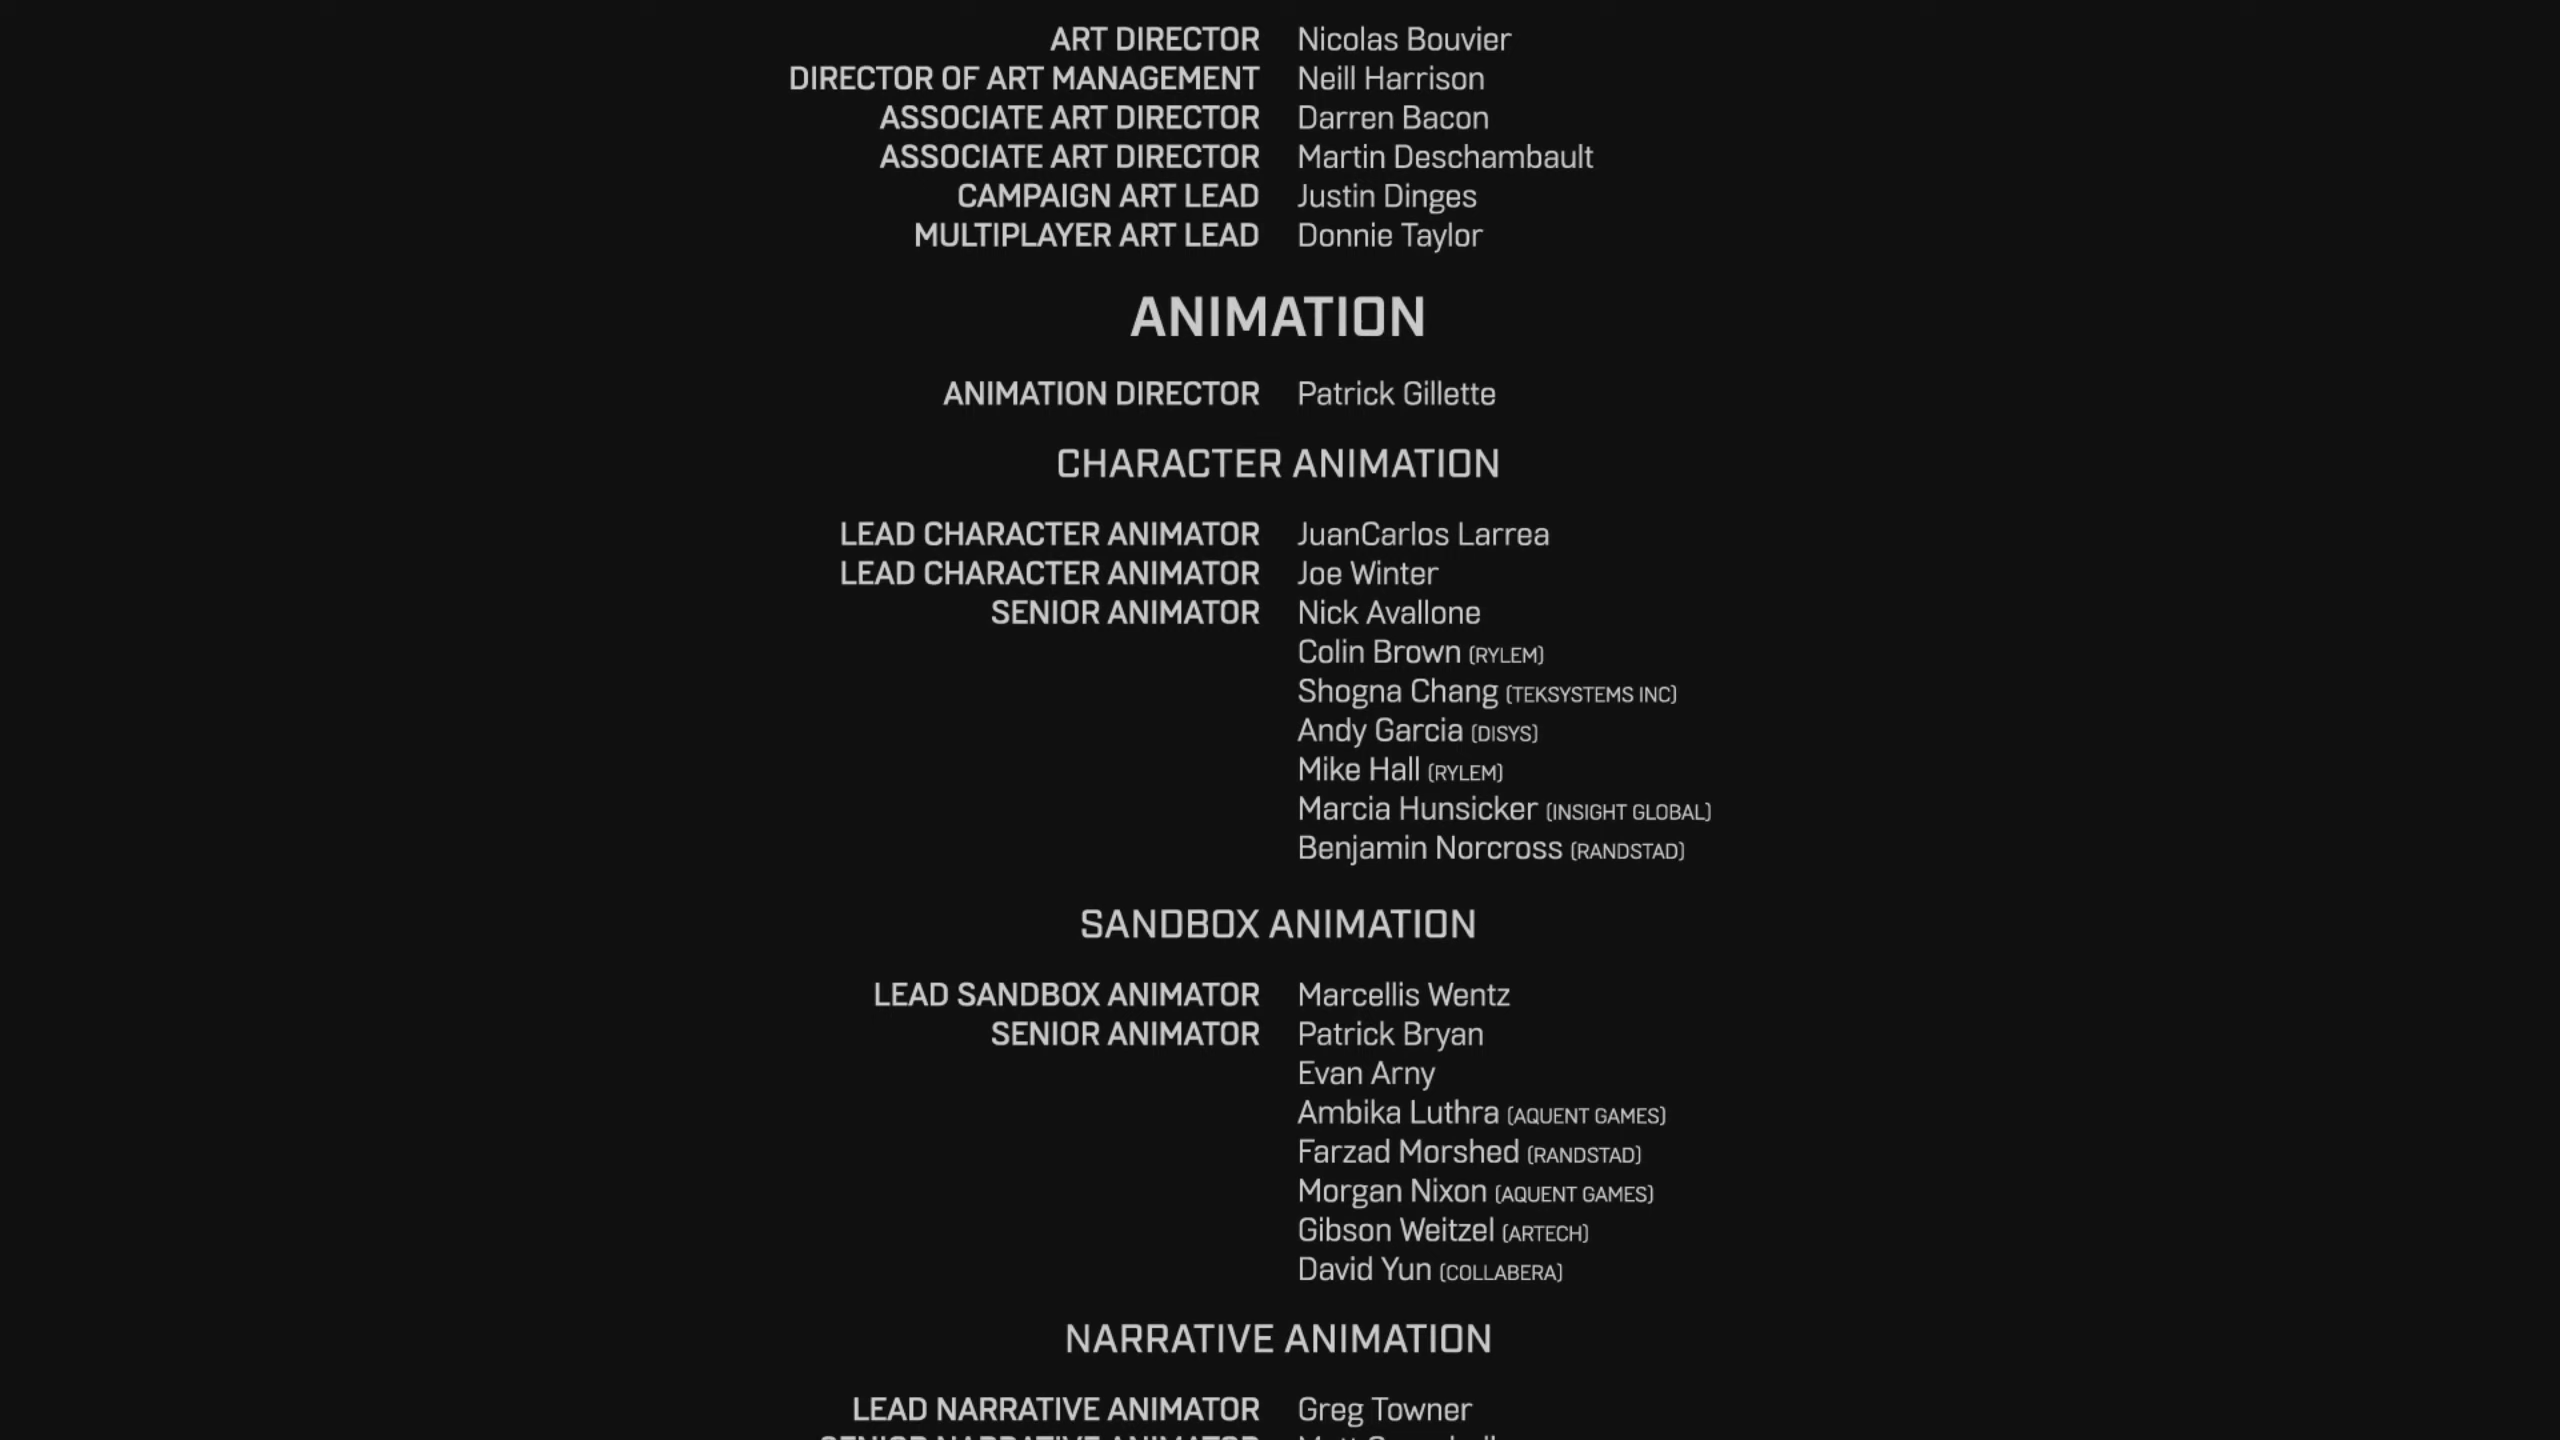 ART DIRECTOR Nicolas Bouvier
DIRECTOR OF ART MANAGEMENT Neill Harrison
ASSOCIATE ART DIRECTOR Darren Bacon
ASSOCIATE ART DIRECTOR Martin Deschambault
CAMPAIGN ART LEAD Justin Dinges
MULTIPLAYER ART LEAD Donnie Taylor
ANIMATION
ANIMATION DIRECTOR Patrick Gillette
CHARACTER ANIMATION
LEAD CHARACTER ANIMATOR JuanCarlos Larrea
LEAD CHARACTER ANIMATOR Joe Winter
SENIOR ANIMATOR Nick Avallone
Colin Brown (RYLEM)
Shogna Chang (TEKSYSTEMS INC)
Andy Garcia (DISYS)
Mike Hall (RYLEM)
Marcia Hunsicker (INSIGHT GLOBAL)
Benjamin Norcross (RANDSTAD)
SANDBOX ANIMATION
LEAD SANDBOX ANIMATOR Marcellis Wentz
SENIOR ANIMATOR Patrick Bryan
Evan Arny
Ambika Luthra (AQUENT GAMES)
Farzad Morshed (RANDSTAD)
Morgan Nixon (AQUENT GAMES)
Gibson Weitzel (ARTECH)
David Yun (COLLABERA)
NARRATIVE ANIMATION
LEAD NARRATIVE ANIMATOR Greg Towner
SENIOR NARRATIVE ANIMATOR